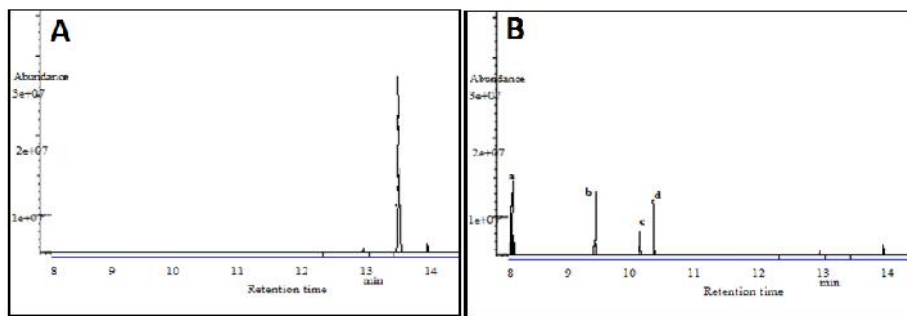 A
Abundance
3e+07
2e+07
1e+07
8 9 10 11 12 13 14
min
Retention time
B
Abundance
3e+07
2e+07
1e+07
a
b
c
d
8 9 10 11 12 13 14
min
Retention time